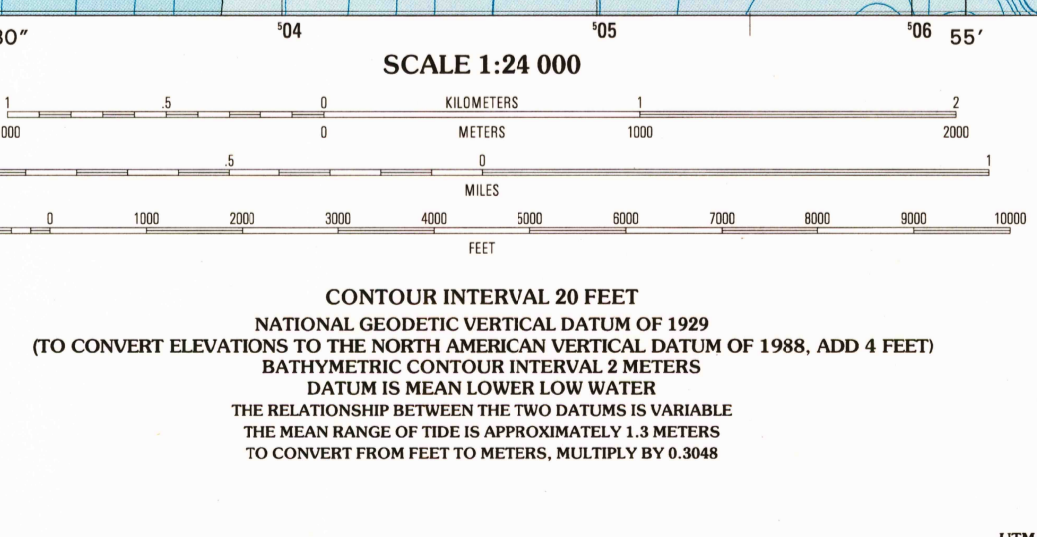 30″ ⁵04 ⁵05 ⁵06 55′
SCALE 1:24 000
1 .5 0 KILOMETERS 1 2
000 0 METERS 1000 2000
.5 0 1
MILES
0 1000 2000 3000 4000 5000 6000 7000 8000 9000 10000
FEET
CONTOUR INTERVAL 20 FEET
NATIONAL GEODETIC VERTICAL DATUM OF 1929
(TO CONVERT ELEVATIONS TO THE NORTH AMERICAN VERTICAL DATUM OF 1988, ADD 4 FEET)
BATHYMETRIC CONTOUR INTERVAL 2 METERS
DATUM IS MEAN LOWER LOW WATER
THE RELATIONSHIP BETWEEN THE TWO DATUMS IS VARIABLE
THE MEAN RANGE OF TIDE IS APPROXIMATELY 1.3 METERS
TO CONVERT FROM FEET TO METERS, MULTIPLY BY 0.3048